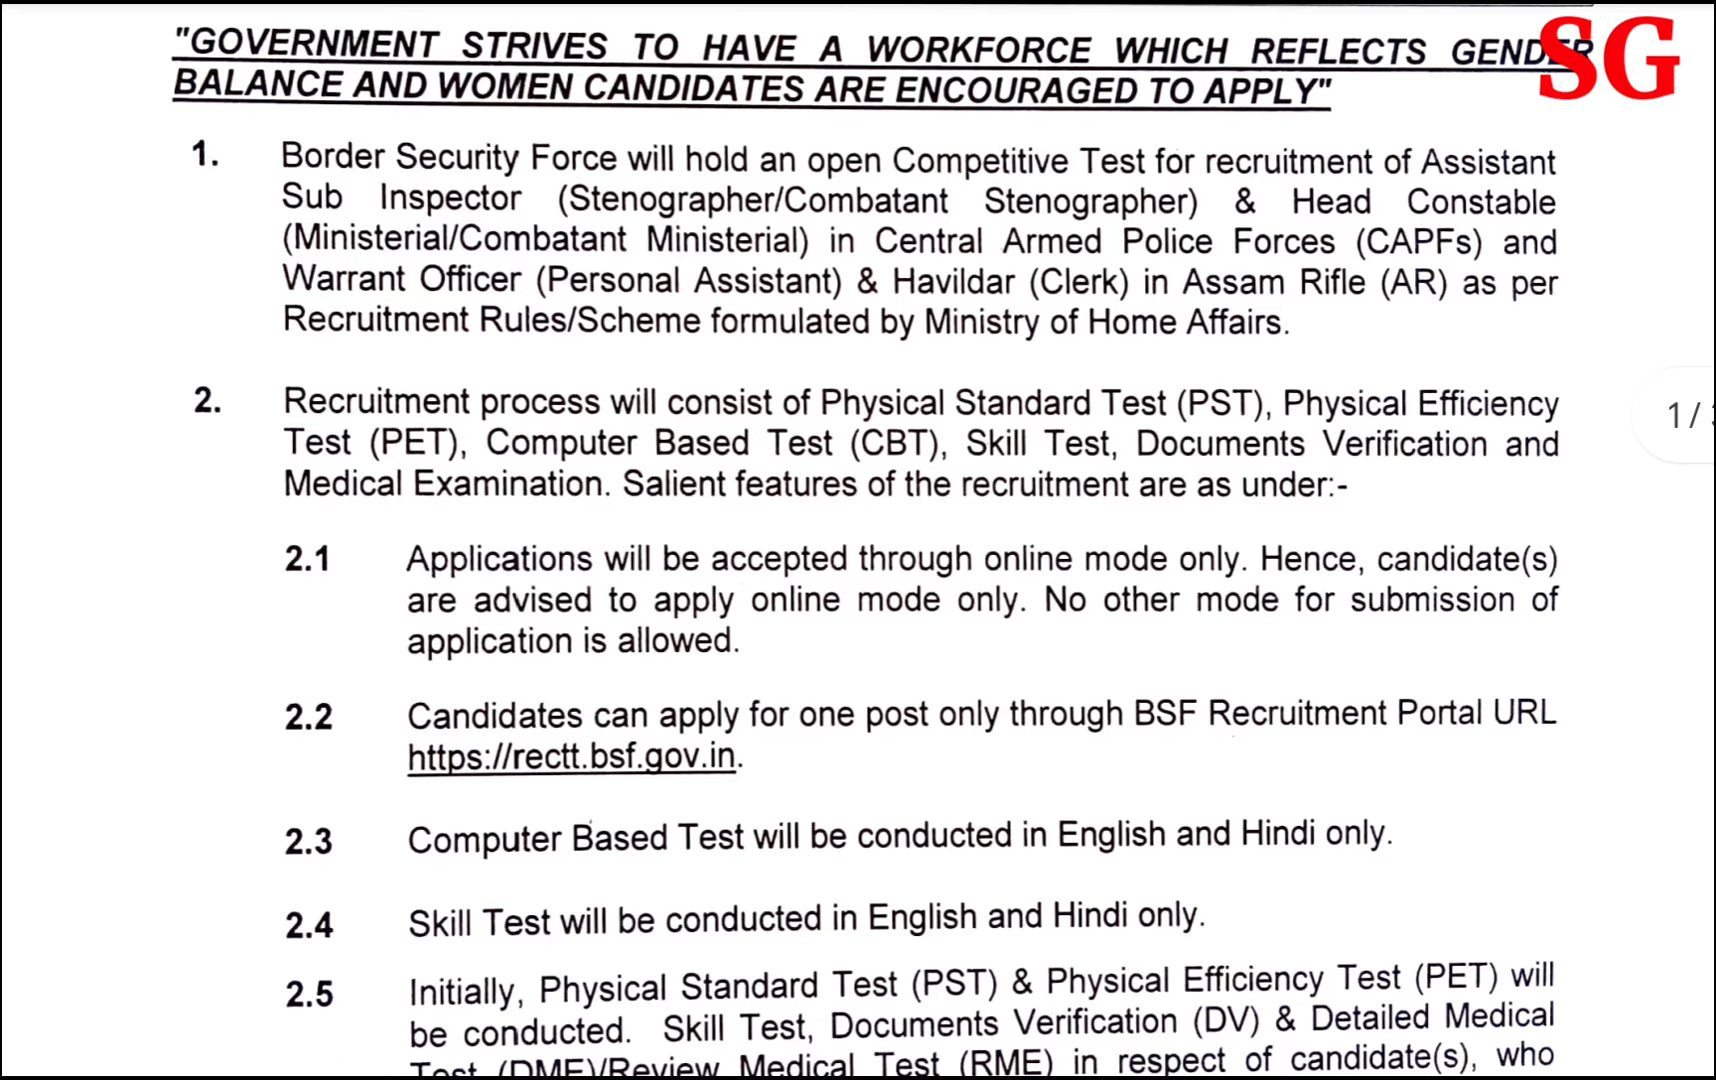 "GOVERNMENT STRIVES TO HAVE A WORKFORCE WHICH REFLECTS GENDER
SG
BALANCE AND WOMEN CANDIDATES ARE ENCOURAGED TO APPLY"
1. Border Security Force will hold an open Competitive Test for recruitment of Assistant
Sub Inspector (Stenographer/Combatant Stenographer) & Head Constable
(Ministerial/Combatant Ministerial) in Central Armed Police Forces (CAPFs) and
Warrant Officer (Personal Assistant) & Havildar (Clerk) in Assam Rifle (AR) as per
Recruitment Rules/Scheme formulated by Ministry of Home Affairs.
2. Recruitment process will consist of Physical Standard Test (PST), Physical Efficiency
Test (PET), Computer Based Test (CBT), Skill Test, Documents Verification and
Medical Examination. Salient features of the recruitment are as under:-
1 /
2.1 Applications will be accepted through online mode only. Hence, candidate(s)
are advised to apply online mode only. No other mode for submission of
application is allowed.
2.2 Candidates can apply for one post only through BSF Recruitment Portal URL
https://rectt.bsf.gov.in.
2.3 Computer Based Test will be conducted in English and Hindi only.
2.4 Skill Test will be conducted in English and Hindi only.
2.5 Initially, Physical Standard Test (PST) & Physical Efficiency Test (PET) will
be conducted. Skill Test, Documents Verification (DV) & Detailed Medical
Test (DME)/Review Medical Test (RME) in respect of candidate(s), who